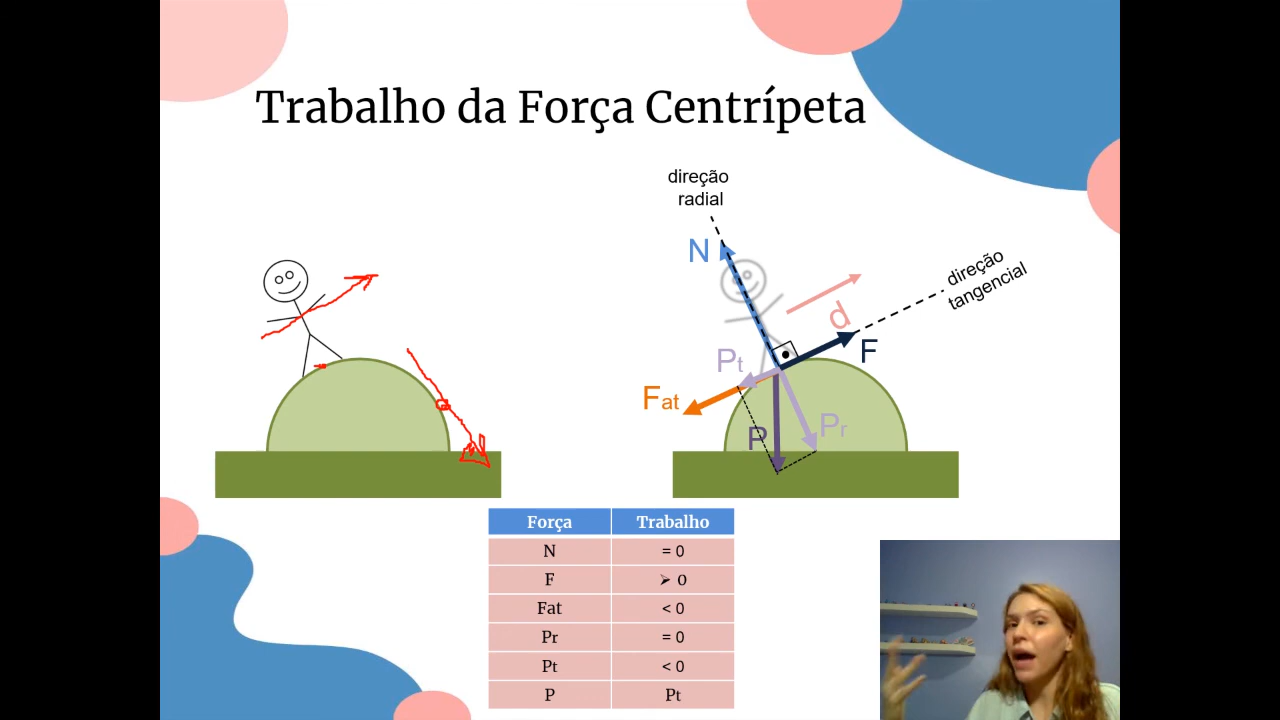 Trabalho da Força Centrípeta
direção
radial
N
direção
tangencial
d
F
Pt
Fat
P
Pr
Força Trabalho
N = 0
F ➢ 0
Fat < 0
Pr = 0
Pt < 0
P Pt